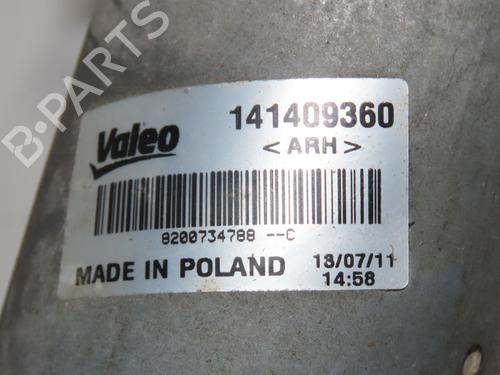 B-PARTS
Valeo
141409360
<ARH>
8200734788 --C
MADE IN POLAND
13/07/11
14:58